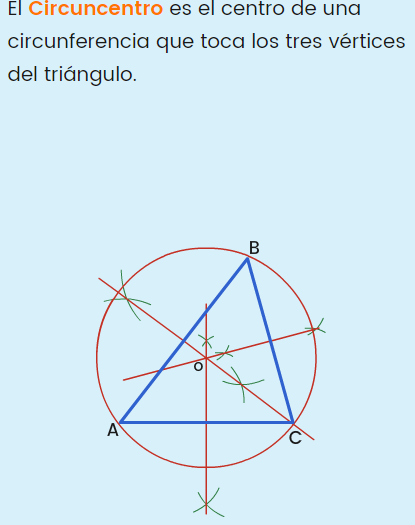 El Circuncentro es el centro de una
circunferencia que toca los tres vértices
del triángulo.
B
o
A
C